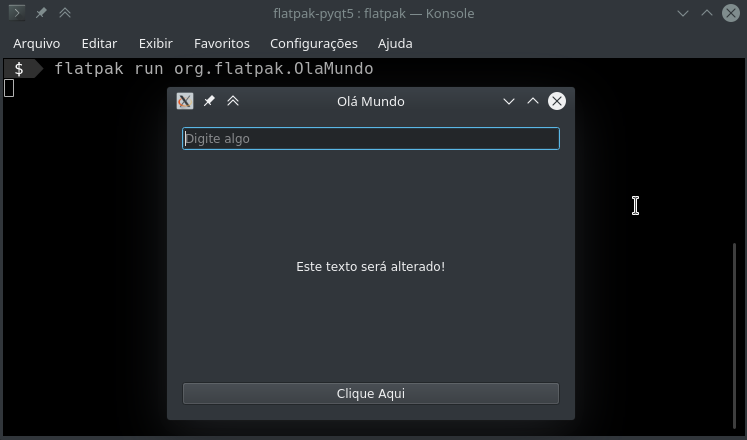 flatpak-pyqt5 : flatpak — Konsole
Arquivo Editar Exibir Favoritos Configurações Ajuda
$ flatpak run org.flatpak.OlaMundo
Olá Mundo
Digite algo
Este texto será alterado!
Clique Aqui